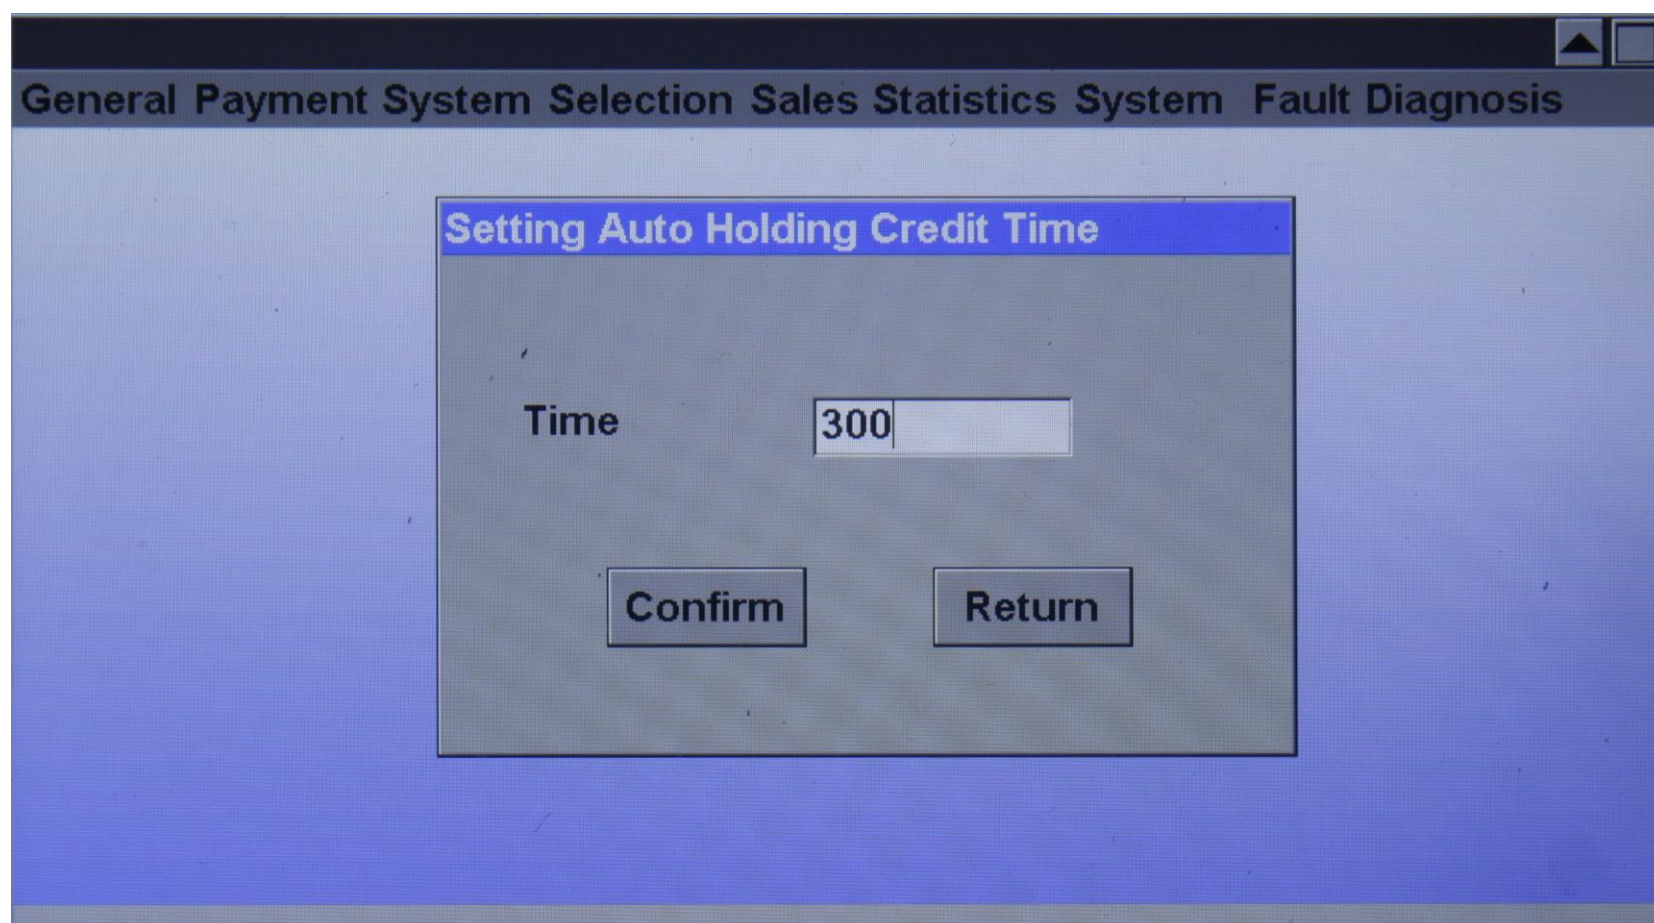 General Payment System Selection Sales Statistics System Fault Diagnosis
Setting Auto Holding Credit Time
Time 300
Confirm Return